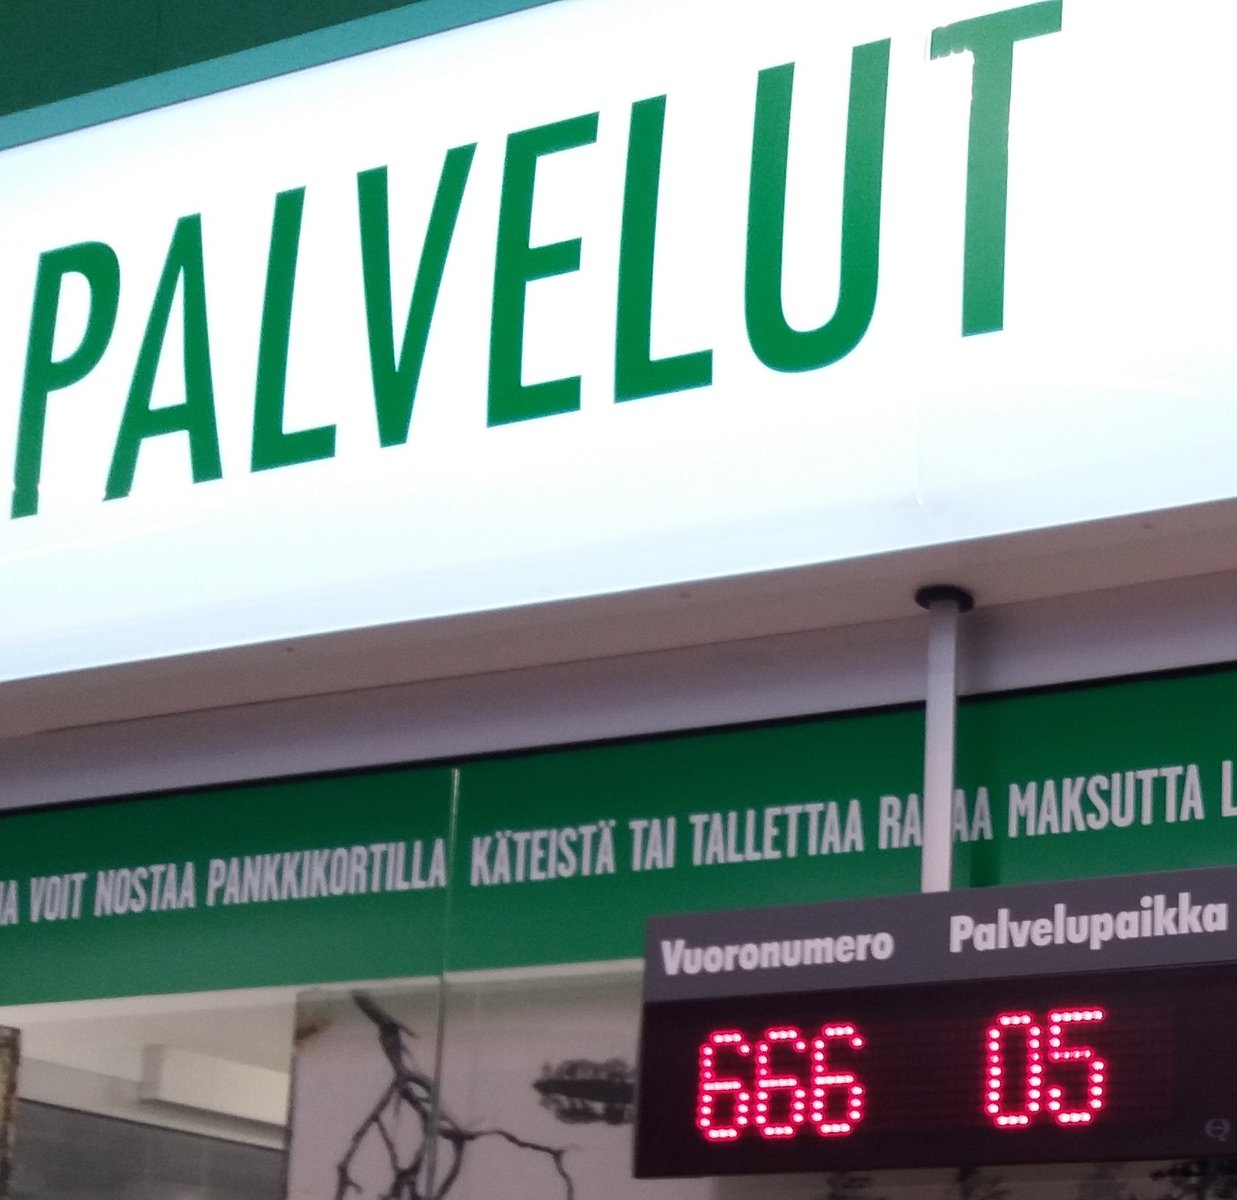 PALVELUT
VOIT NOSTAA PANKKIKORTILLA KÄTEISTÄ TAI TALLETTAA MAKSUTTA
Vuoronumero Palvelupaikka
666 05